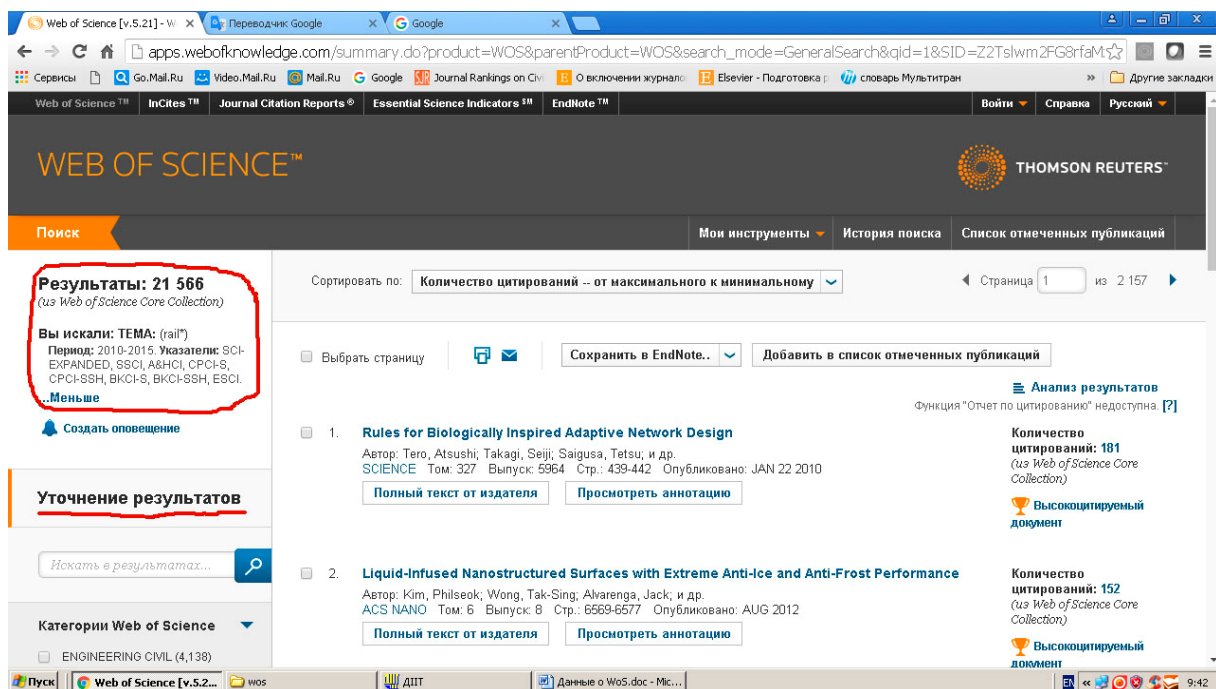 Web of Science [v.5.21] - W
Переводчик Google
Google
apps.webofknowledge.com/summary.do?product=WOS&parentProduct=WOS&search_mode=GeneralSearch&qid=1&SID=Z2Tslwm2FG8rfaM
Сервисы Go.Mail.Ru Video.Mail.Ru Mail.Ru Google Journal Rankings on Civi О включении журнало Elsevier - Подготовка р словарь Мультитран » Другие закладки
Web of Science ™ InCites ™ Journal Citation Reports ® Essential Science Indicators SM EndNote ™ Войти Справка Русский
WEB OF SCIENCE™
THOMSON REUTERS™
Поиск Мои инструменты История поиска Список отмеченных публикаций
Результаты: 21 566
(из Web of Science Core Collection)
Вы искали: ТЕМА: (rail*)
Период: 2010-2015. Указатели: SCI-
EXPANDED, SSCI, A&HCI, CPCI-S,
CPCI-SSH, BKCI-S, BKCI-SSH, ESCI.
...Меньше
Создать оповещение
Уточнение результатов
Искать в результатах...
Категории Web of Science
ENGINEERING CIVIL (4,138)
Сортировать по: Количество цитирований -- от максимального к минимальному
Страница 1 из 2 157
Выбрать страницу Сохранить в EndNote.. Добавить в список отмеченных публикаций
Анализ результатов
Функция "Отчет по цитированию" недоступна. [?]
1. Rules for Biologically Inspired Adaptive Network Design
Автор: Tero, Atsushi; Takagi, Seiji; Saigusa, Tetsu; и др.
SCIENCE Том: 327 Выпуск: 5964 Стр.: 439-442 Опубликовано: JAN 22 2010
Полный текст от издателя Просмотреть аннотацию
Количество
цитирований: 181
(из Web of Science Core
Collection)
Высокоцитируемый
документ
2. Liquid-Infused Nanostructured Surfaces with Extreme Anti-Ice and Anti-Frost Performance
Автор: Kim, Philseok; Wong, Tak-Sing; Alvarenga, Jack; и др.
ACS NANO Том: 6 Выпуск: 8 Стр.: 6569-6577 Опубликовано: AUG 2012
Полный текст от издателя Просмотреть аннотацию
Количество
цитирований: 152
(из Web of Science Core
Collection)
Высокоцитируемый
документ
Пуск Web of Science [v.5.2... wos ДІІТ Данные о WoS.doc - Mic... EN « 9:42